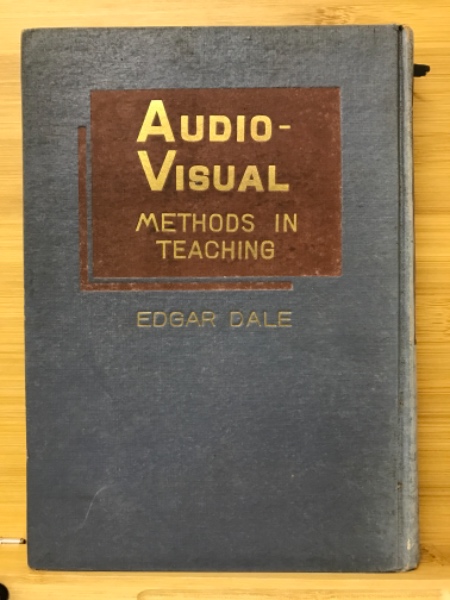 AUDIO-
VISUAL
METHODS IN
TEACHING
EDGAR DALE